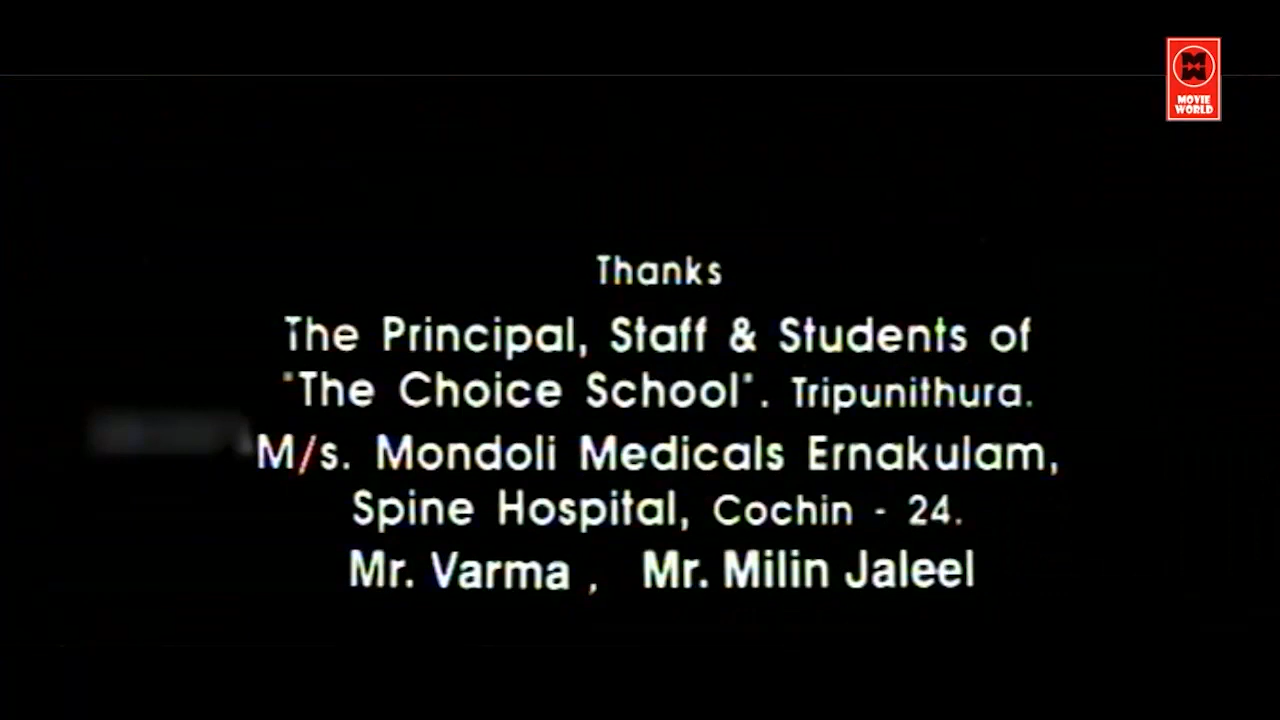 MOVIE
WORLD
Thanks
The Principal, Staff & Students of
"The Choice School". Tripunithura.
M/s. Mondoli Medicals Ernakulam,
Spine Hospital, Cochin - 24.
Mr. Varma , Mr. Milin Jaleel